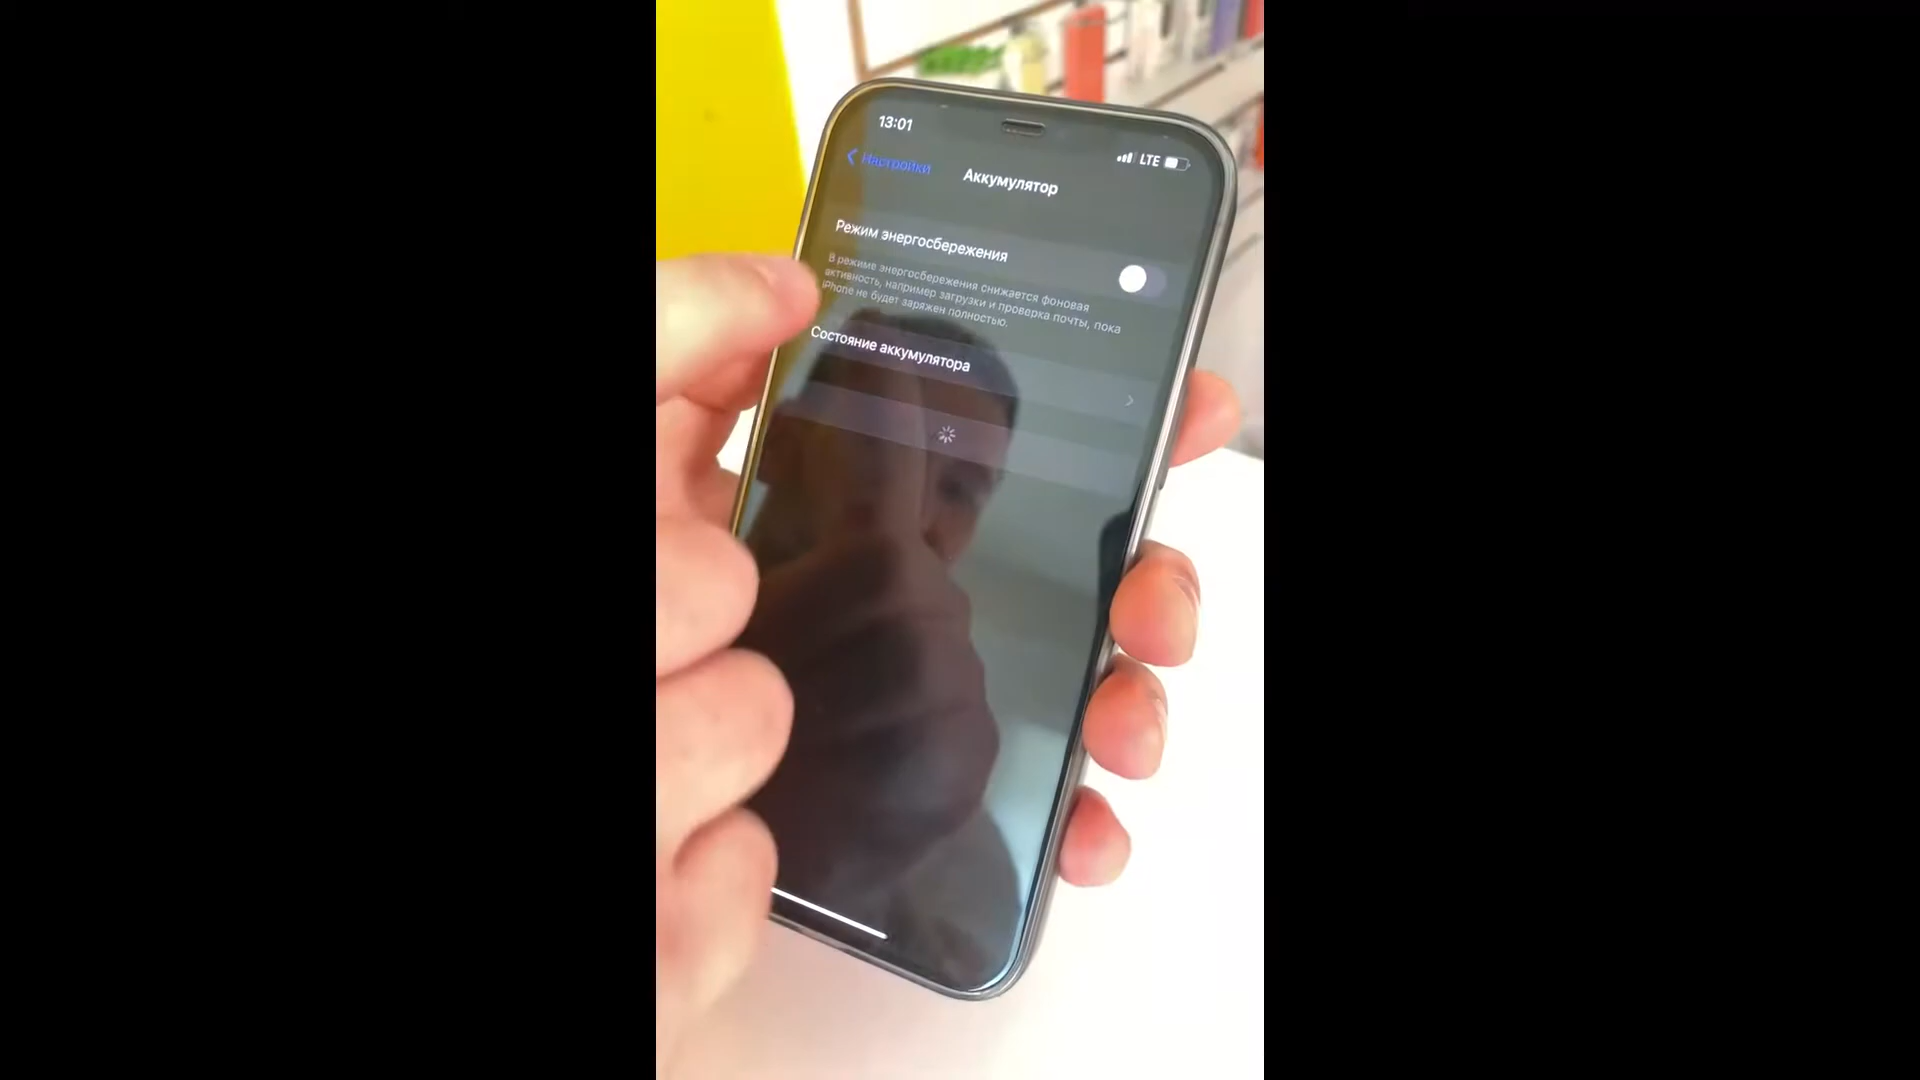 13:01
LTE
Настройки
Аккумулятор
Режим энергосбережения
В режиме энергосбережения снижается фоновая
активность, например загрузки и проверка почты, пока
iPhone не будет заряжен полностью.
Состояние аккумулятора